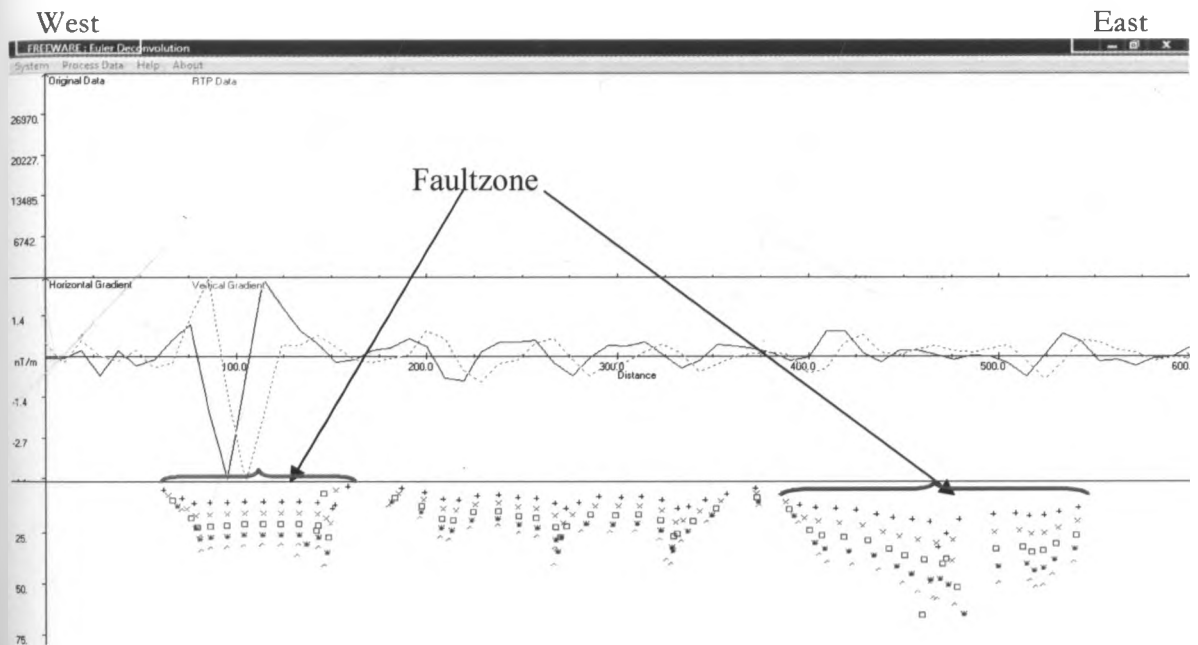 West East
FREEWARE : Euler Deconvolution
System Process Data Help About
Original Data RTP Data
26970.
20227.
13485.
6742.
Faultzone
Horizontal Gradient Vertical Gradient
1.4
nT/m
100.0 200.0 300.0 400.0 500.0 600.
Distance
-1.4
-2.7
25.
50.
75.